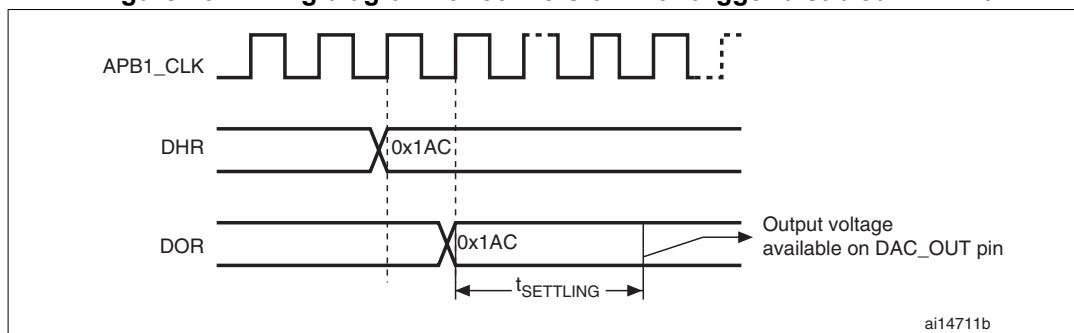 APB1_CLK
DHR
0x1AC
DOR
0x1AC
Output voltage
available on DAC_OUT pin
tSETTLING
ai14711b